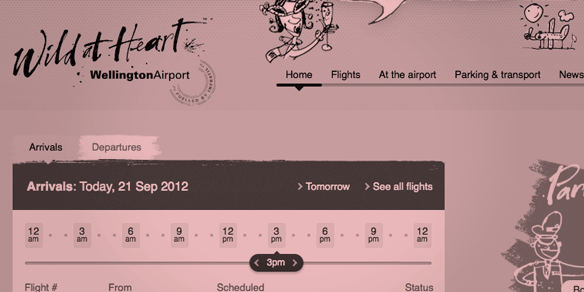 Wild at Heart
WellingtonAirport
Home Flights At the airport Parking & transport News
Arrivals Departures
Arrivals: Today, 21 Sep 2012 Tomorrow See all flights
12 am 3 am 6 am 9 am 12 pm 3 pm 6 pm 9 pm 12 am
3pm
Flight # From Scheduled Status